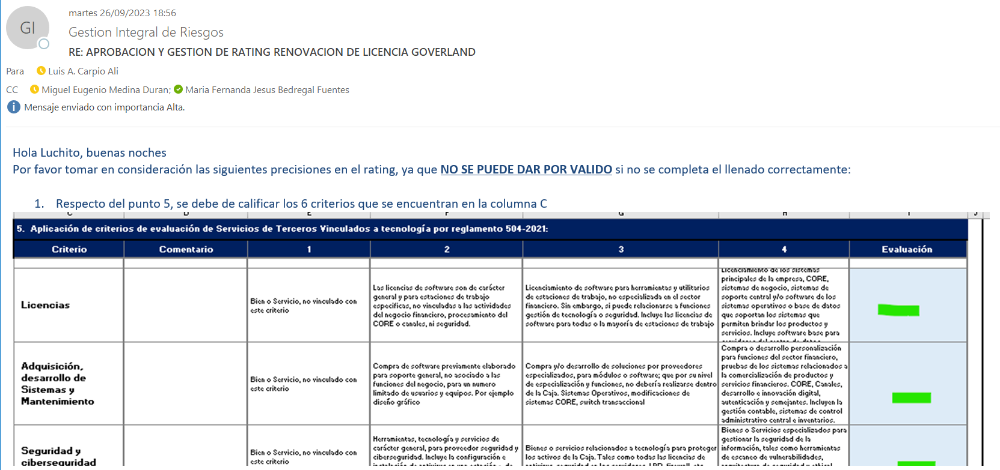 GI
martes 26/09/2023 18:56
Gestion Integral de Riesgos
RE: APROBACION Y GESTION DE RATING RENOVACION DE LICENCIA GOVERLAND
Para Luis A. Carpio Ali
CC Miguel Eugenio Medina Duran; Maria Fernanda Jesus Bedregal Fuentes
Mensaje enviado con importancia Alta.
Hola Luchito, buenas noches
Por favor tomar en consideración las siguientes precisiones en el rating, ya que NO SE PUEDE DAR POR VALIDO si no se completa el llenado correctamente:
1. Respecto del punto 5, se debe de calificar los 6 criterios que se encuentran en la columna C
5. Aplicación de criterios de evaluación de Servicios de Terceros Vinculados a tecnología por reglamento 504-2021:
Criterio Comentario 1 2 3 4 Evaluación
Licencias
Bien o Servicio, no vinculado con
este criterio
Las licencias de software son de carácter
general y para estaciones de trabajo
especificas, no vinculadas a las actividades
del negocio financiero, procesamiento del
CORE o canales, ni seguridad.
Licenciamiento de software para herramientas y utilitarios
de estaciones de trabajo, no especializada en el sector
financiero. Sin embargo, si puede relacionarse a funciones
gestión de tecnología o seguridad. Incluye las licencias de
software para todas o la mayoría de estaciones de trabajo
Licenciamiento de los sistemas
principales de la empresa, CORE,
sistemas de negocio, sistemas de
soporte central y/o software de los
sistemas operativos o base de datos
que soportan los sistemas que
permiten brindar los productos y
servicios. Incluye software base para
Adquisición,
desarrollo de
Sistemas y
Mantenimiento
Bien o Servicio, no vinculado con
este criterio
Compra de software previamente elaborado
para soporte general, no asociado a las
funciones del negocio, para un numero
limitado de usuarios y equipos. Por ejemplo
diseño gráfico
Compra y/o desarrollo de soluciones por proveedores
especializados, para módulos o software; que por su nivel
de especialización y funciones, no debería realizarse dentro
de la Caja. Sistemas Operativos, modificaciones de
sistemas CORE, switch transaccional
Compra o desarrollo personalización
para funciones del sector financiero,
pruebas de los sistemas relacionados a
la comercialización de productos y
servicios financieros. CORE, Canales,
desarrollo e innovación digital,
autenticación y semejantes. Incluyen la
gestión contable, sistemas de control
administrativo central e inventarios.
Seguridad y
ciberseguridad
Bien o Servicio, no vinculado con
este criterio
Herramientas, tecnología y servicios de
carácter general, para proveedor seguridad y
ciberseguridad. Incluye la configuración e
Bienes o servicios relacionados a tecnología para proteger
los activos de la Caja. Tales como todas las licencias de
Bienes o Servicios especializados para
gestionar la seguridad de la
información, tales como herramientas
de escaneo de vulnerabilidades,